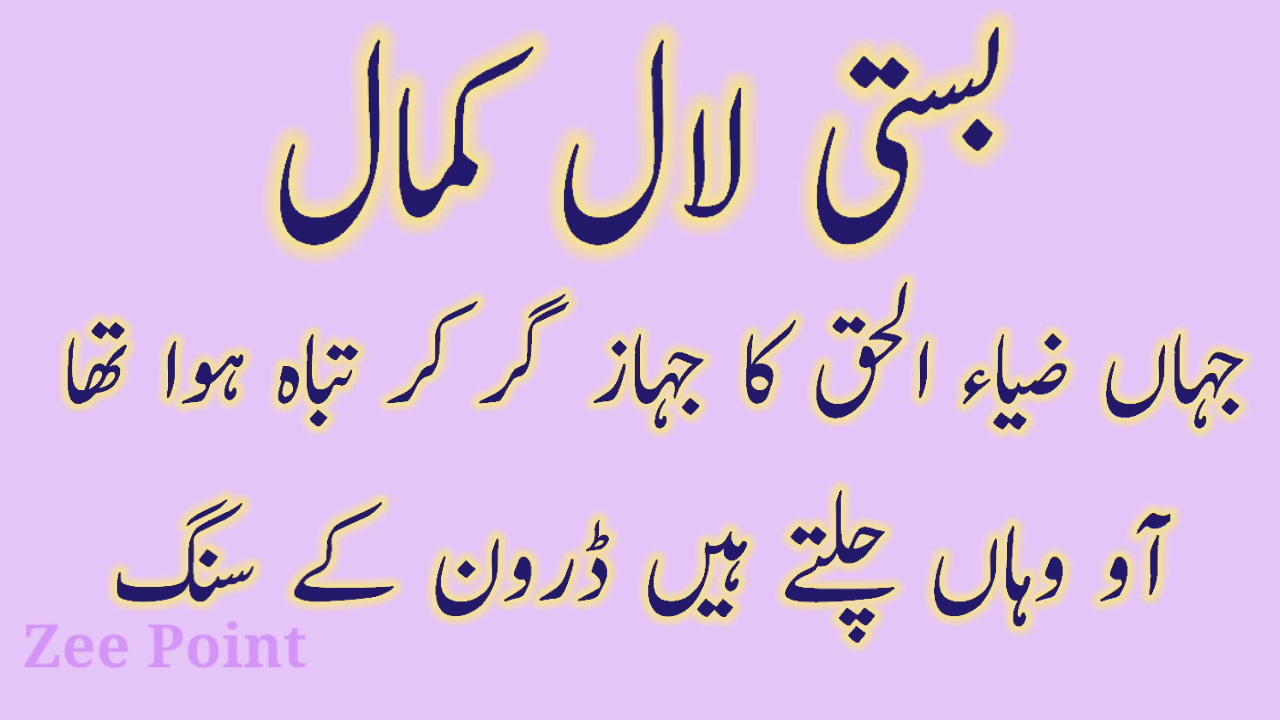 بستی لال کمال
جہاں ضیاء الحق کا جہاز گر کر تباہ ہوا تھا
آو وہاں چلتے ہیں ڈرون کے سنگ
Zee Point